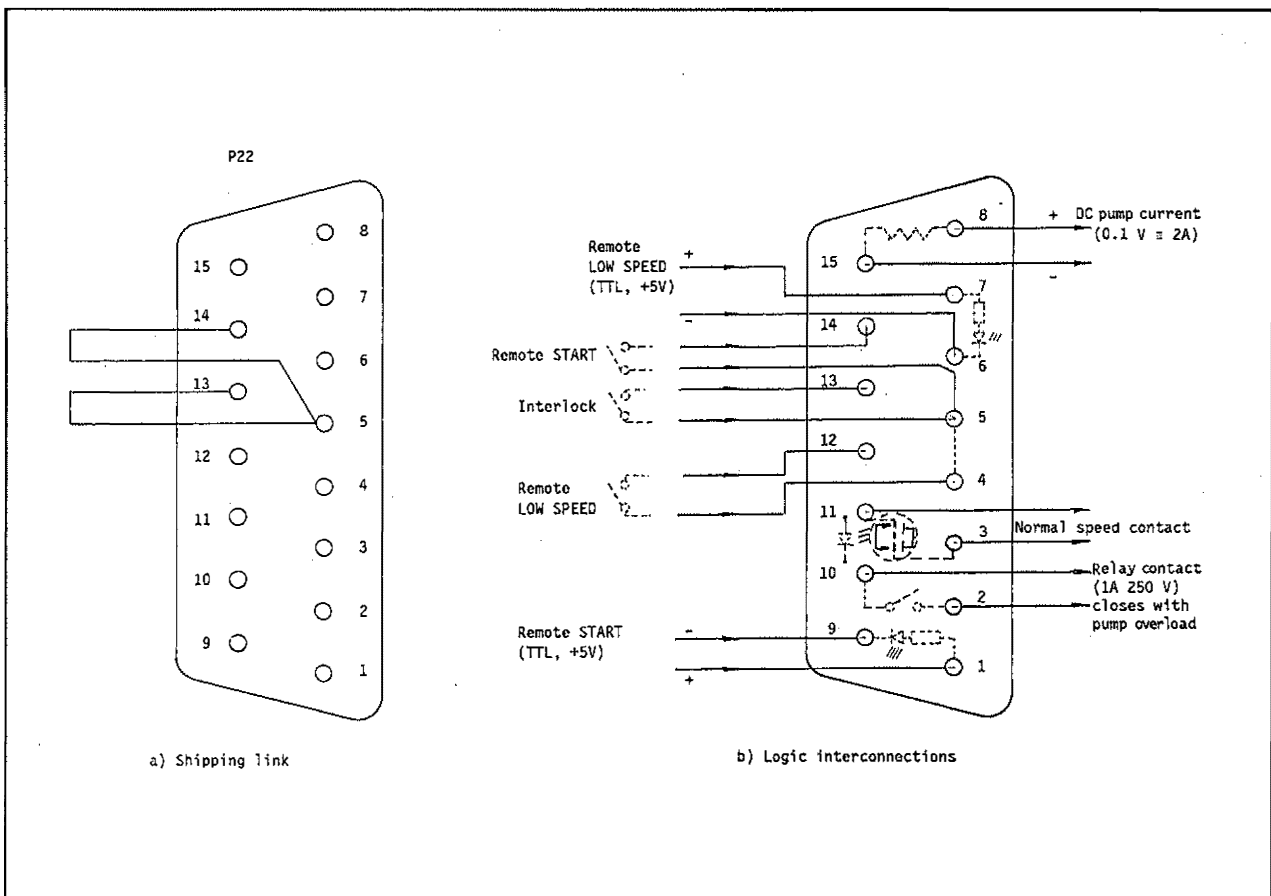 P22
8
15
7
14
6
13
5
12
4
11
3
10
2
9
1
a) Shipping link
Remote
LOW SPEED
(TTL, +5V)
+
-
Remote START
Interlock
Remote
LOW SPEED
Remote START
(TTL, +5V)
-
+
8
15
7
14
6
13
5
12
4
11
3
10
2
9
1
+ DC pump current
(0.1 V ≡ 2A)
-
Normal speed contact
Relay contact
(1A 250 V)
closes with
pump overload
b) Logic interconnections